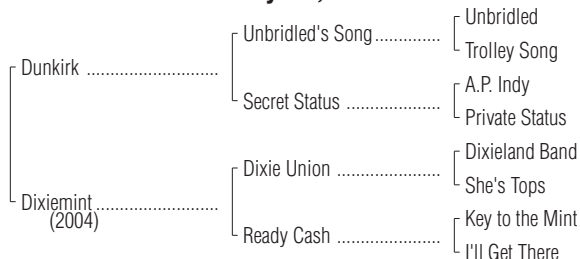 Unbridled
Unbridled's Song
Trolley Song
Dunkirk
A.P. Indy
Secret Status
Private Status
Dixieland Band
Dixie Union
She's Tops
Dixiemint
(2004)
Key to the Mint
Ready Cash
I'll Get There